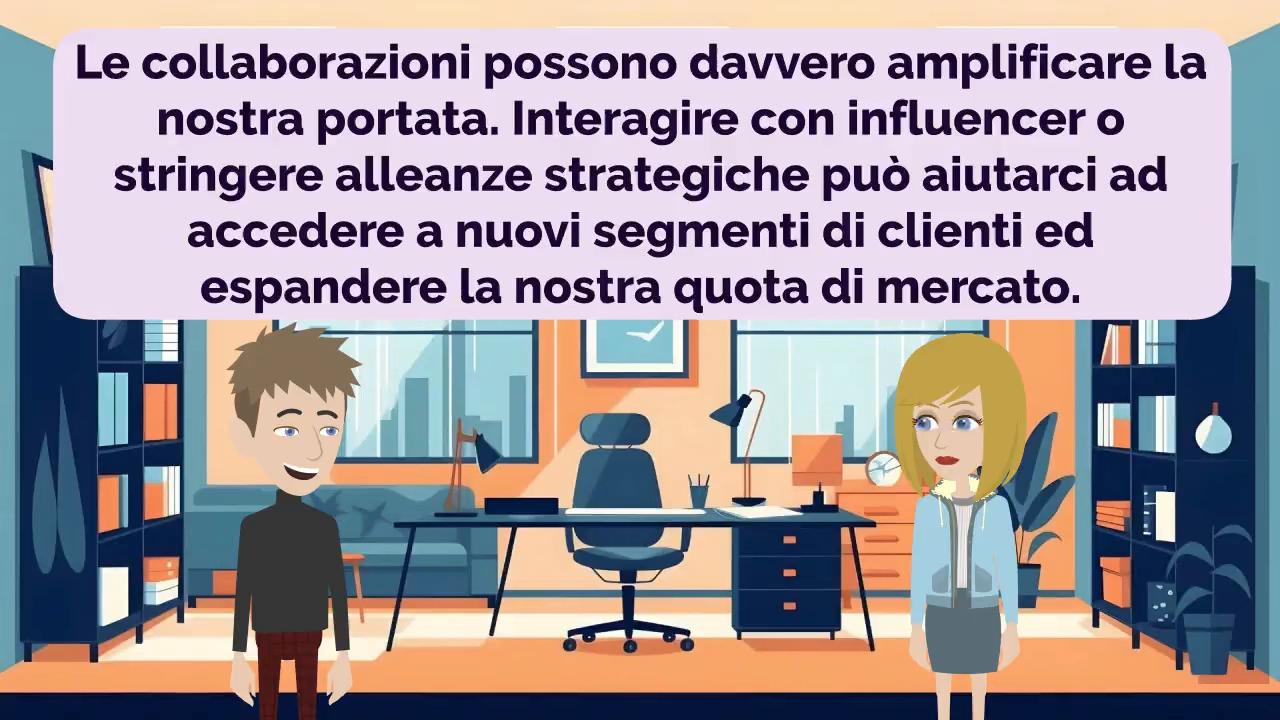 Le collaborazioni possono davvero amplificare la
nostra portata. Interagire con influencer o
stringere alleanze strategiche può aiutarci ad
accedere a nuovi segmenti di clienti ed
espandere la nostra quota di mercato.